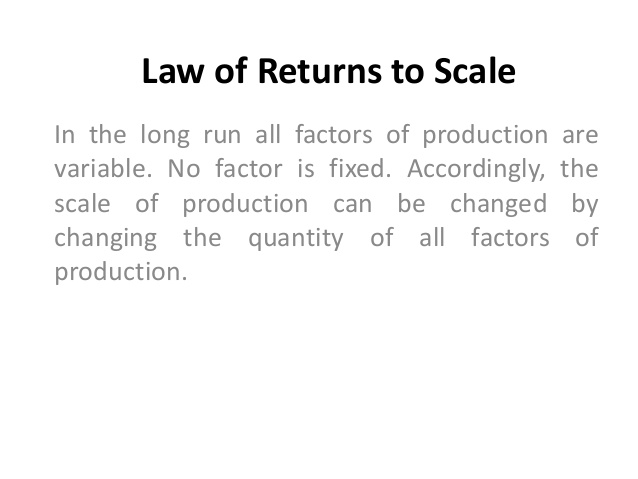 Law of Returns to Scale
In the long run all factors of production are
variable. No factor is fixed. Accordingly, the
scale of production can be changed by
changing the quantity of all factors of
production.